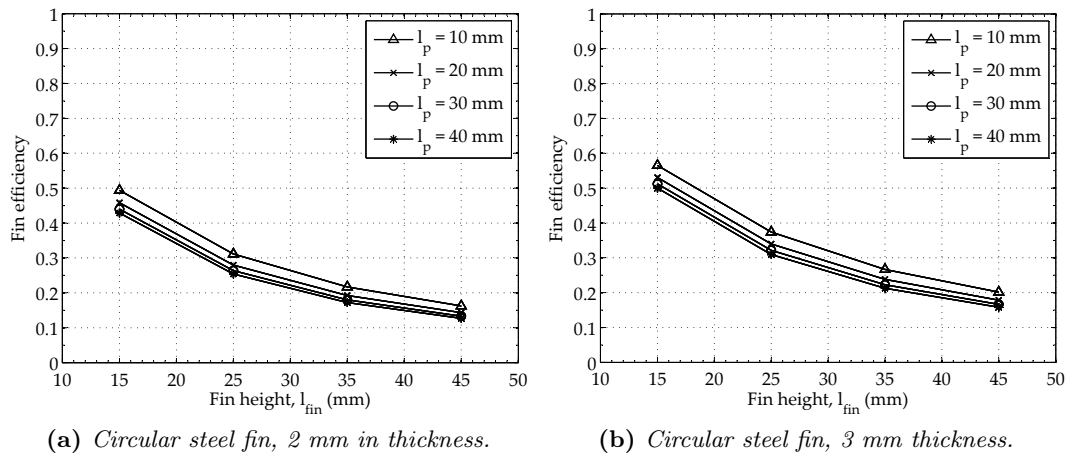 1
0.9
0.8
0.7
0.6
0.5
0.4
0.3
0.2
0.1
0
Fin efficiency
10 15 20 25 30 35 40 45 50
Fin height, l_fin (mm)
l_p = 10 mm
l_p = 20 mm
l_p = 30 mm
l_p = 40 mm
(a) Circular steel fin, 2 mm in thickness.
1
0.9
0.8
0.7
0.6
0.5
0.4
0.3
0.2
0.1
0
Fin efficiency
10 15 20 25 30 35 40 45 50
Fin height, l_fin (mm)
l_p = 10 mm
l_p = 20 mm
l_p = 30 mm
l_p = 40 mm
(b) Circular steel fin, 3 mm thickness.